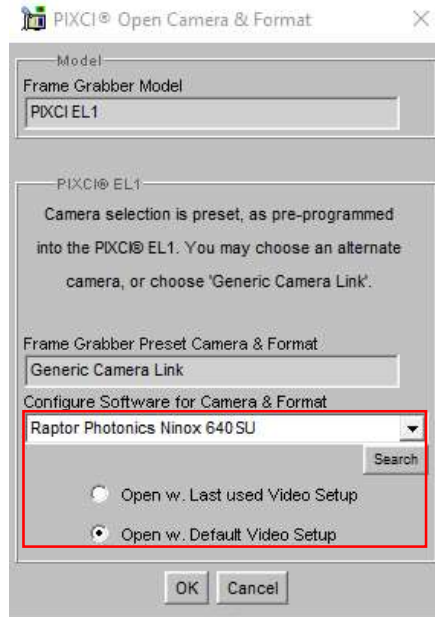 PIXCI® Open Camera & Format
Model
Frame Grabber Model
PIXCI EL1
PIXCI® EL1
Camera selection is preset, as pre-programmed
into the PIXCI® EL1. You may choose an alternate
camera, or choose 'Generic Camera Link'.
Frame Grabber Preset Camera & Format
Generic Camera Link
Configure Software for Camera & Format
Raptor Photonics Ninox 640SU
Search
Open w. Last used Video Setup
Open w. Default Video Setup
OK Cancel